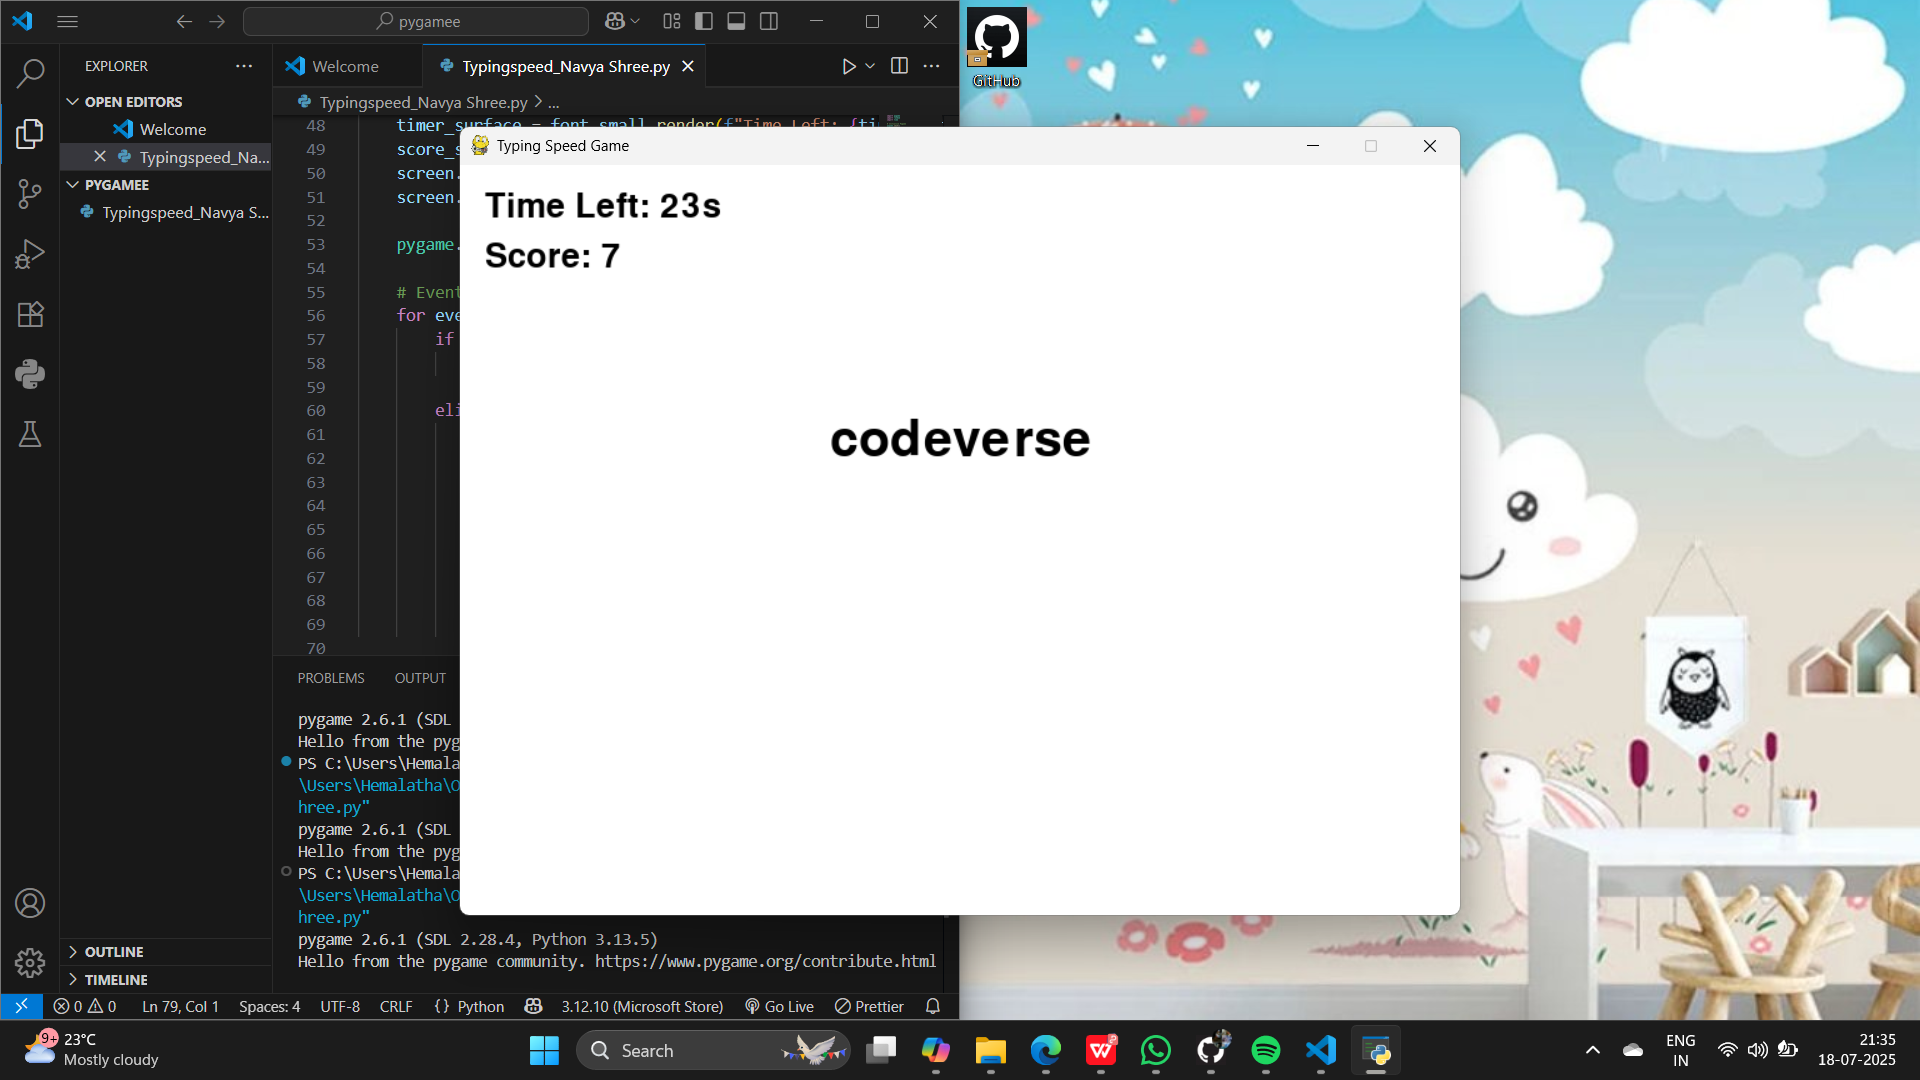 pygamee
EXPLORER
OPEN EDITORS
Welcome
Typingspeed_Na...
PYGAMEE
Typingspeed_Navya S...
OUTLINE
TIMELINE
Welcome
Typingspeed_Navya Shree.py
Typingspeed_Navya Shree.py > ...
48 timer_surface = font_small.render(f"Time Left: {ti
49 score_s
50 screen.
51 screen.
52
53 pygame.
54
55 # Event
56 for eve
57 if
58
59
60 eli
61
62
63
64
65
66
67
68
69
70
PROBLEMS OUTPUT
pygame 2.6.1 (SDL
Hello from the pyg
PS C:\Users\Hemala
\Users\Hemalatha\O
hree.py"
pygame 2.6.1 (SDL
Hello from the pyg
PS C:\Users\Hemala
\Users\Hemalatha\O
hree.py"
pygame 2.6.1 (SDL 2.28.4, Python 3.13.5)
Hello from the pygame community. https://www.pygame.org/contribute.html
0 0 Ln 79, Col 1 Spaces: 4 UTF-8 CRLF {} Python 3.12.10 (Microsoft Store) Go Live Prettier
Typing Speed Game
Time Left: 23s
Score: 7
codeverse
GitHub
9+
23°C
Mostly cloudy
Search
ENG
IN
21:35
18-07-2025